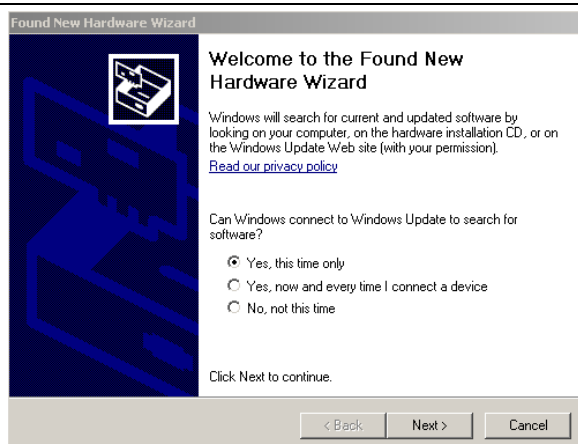 Found New Hardware Wizard
Welcome to the Found New
Hardware Wizard
Windows will search for current and updated software by
looking on your computer, on the hardware installation CD, or on
the Windows Update Web site (with your permission).
Read our privacy policy
Can Windows connect to Windows Update to search for
software?
Yes, this time only
Yes, now and every time I connect a device
No, not this time
Click Next to continue.
< Back Next > Cancel